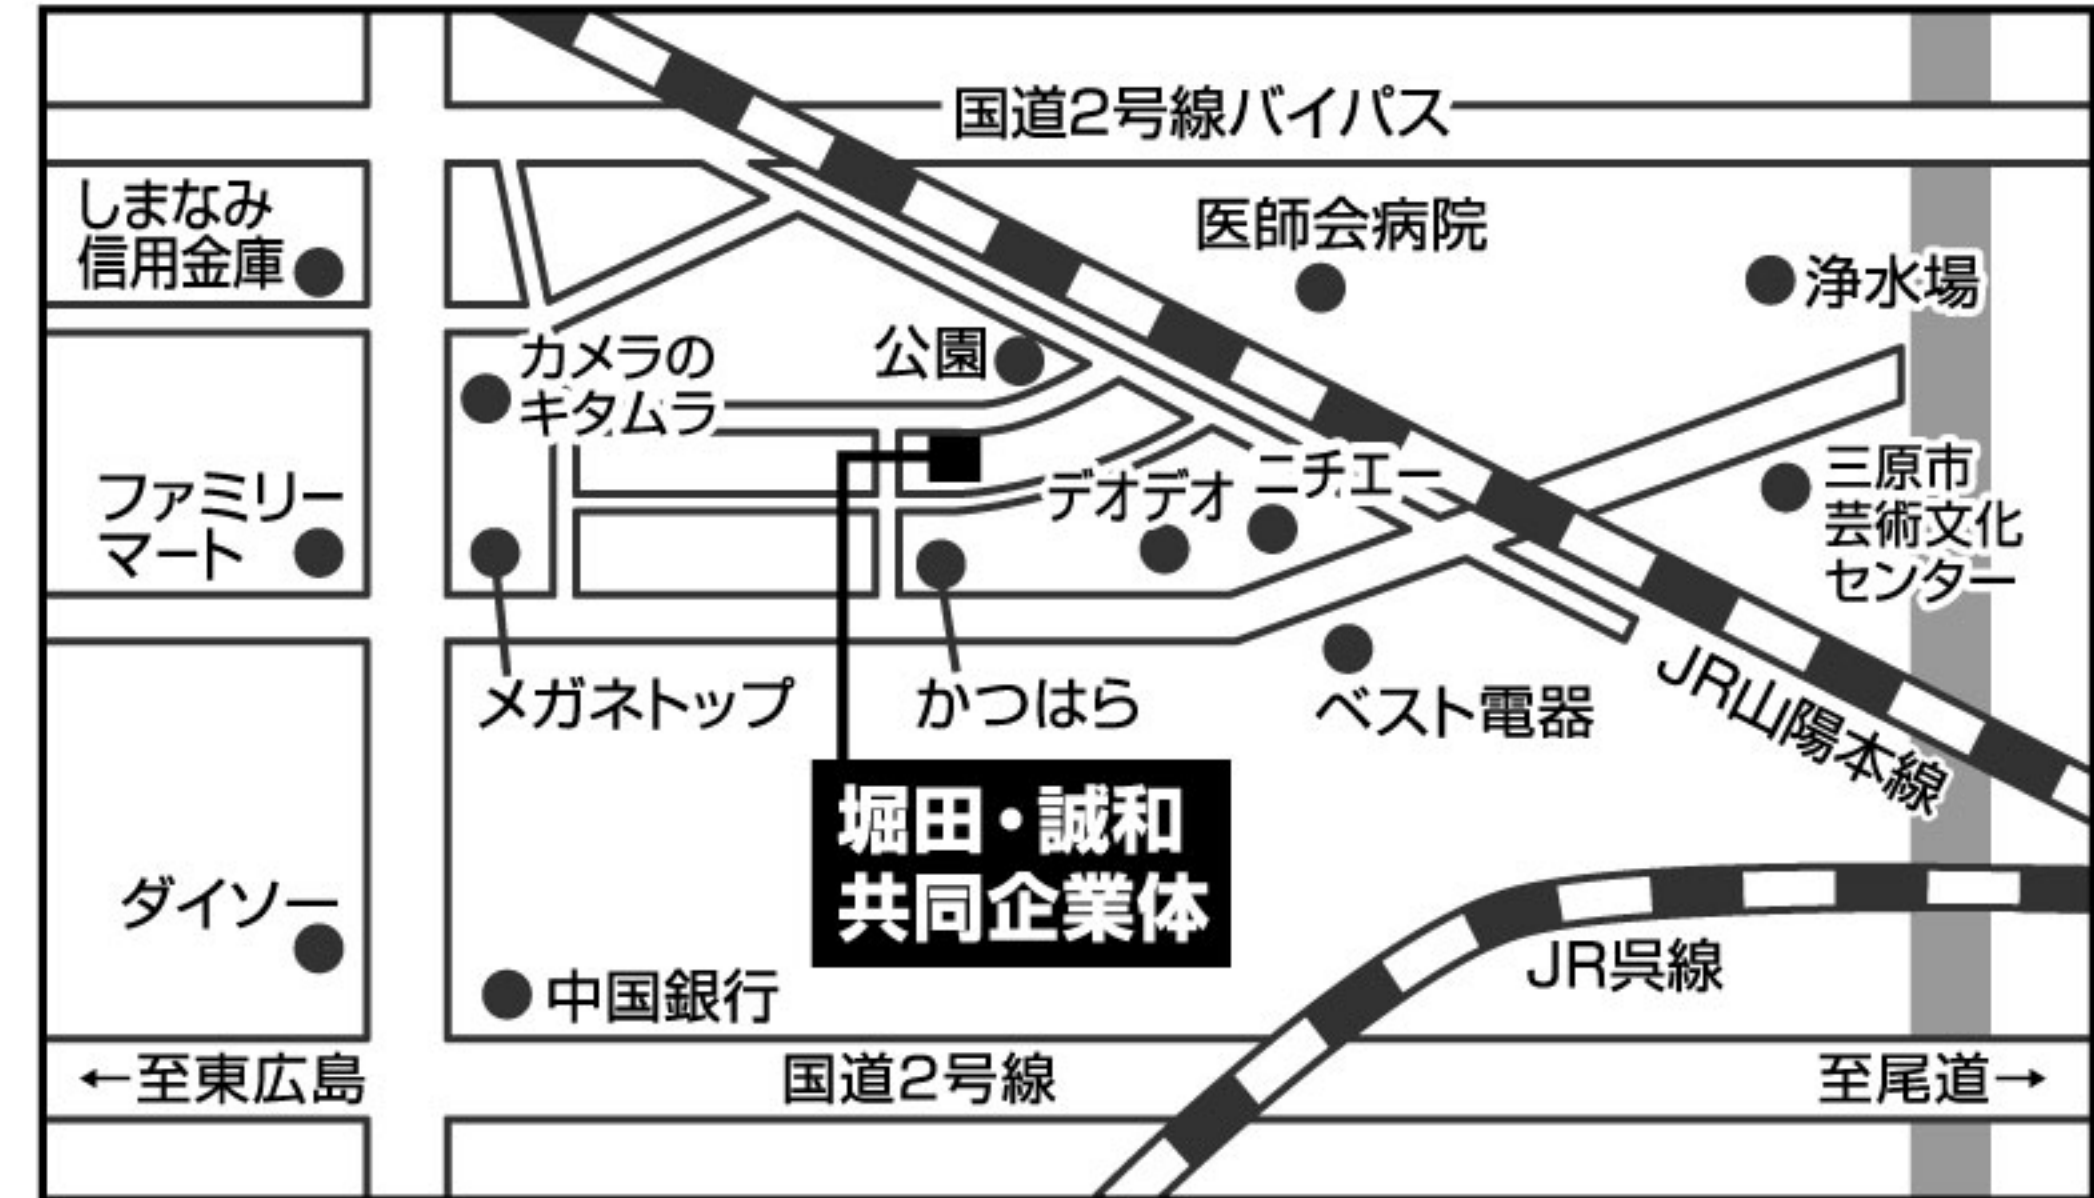 国道2号線バイパス
しまなみ
信用金庫
医師会病院
浄水場
カメラの
キタムラ
公園
ファミリー
マート
デオデオ
ニチエー
三原市
芸術文化
センター
メガネトップ
かつはら
ベスト電器
JR山陽本線
堀田・誠和
共同企業体
ダイソー
中国銀行
JR呉線
←至東広島
国道2号線
至尾道→